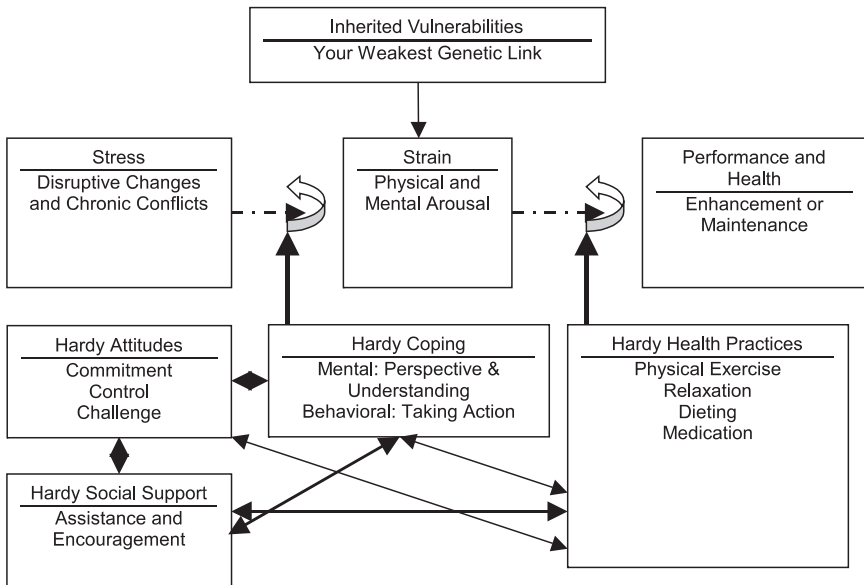 Inherited Vulnerabilities
Your Weakest Genetic Link
Stress
Disruptive Changes
and Chronic Conflicts
Strain
Physical and
Mental Arousal
Performance and
Health
Enhancement or
Maintenance
Hardy Attitudes
Commitment
Control
Challenge
Hardy Coping
Mental: Perspective &
Understanding
Behavioral: Taking Action
Hardy Health Practices
Physical Exercise
Relaxation
Dieting
Medication
Hardy Social Support
Assistance and
Encouragement